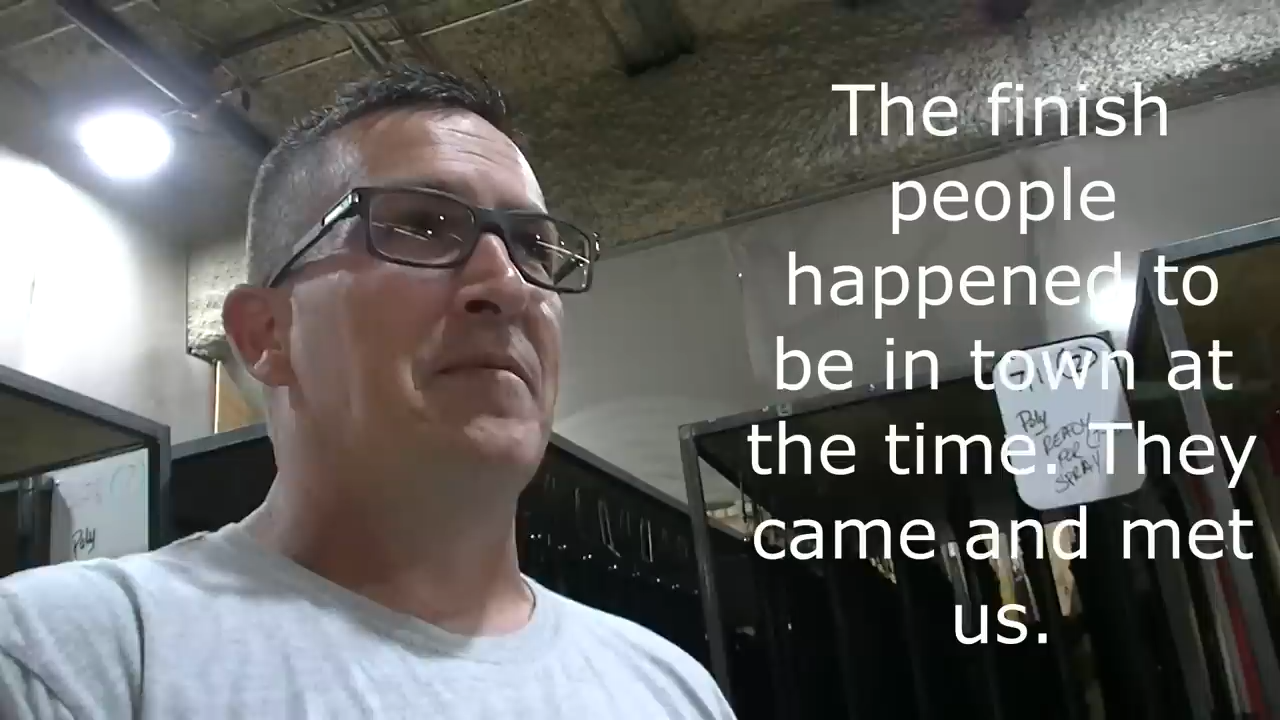 The finish
people
happened to
be in town at
the time. They
came and met
us.
Poly
READY
FOR
SPRAY
Poly